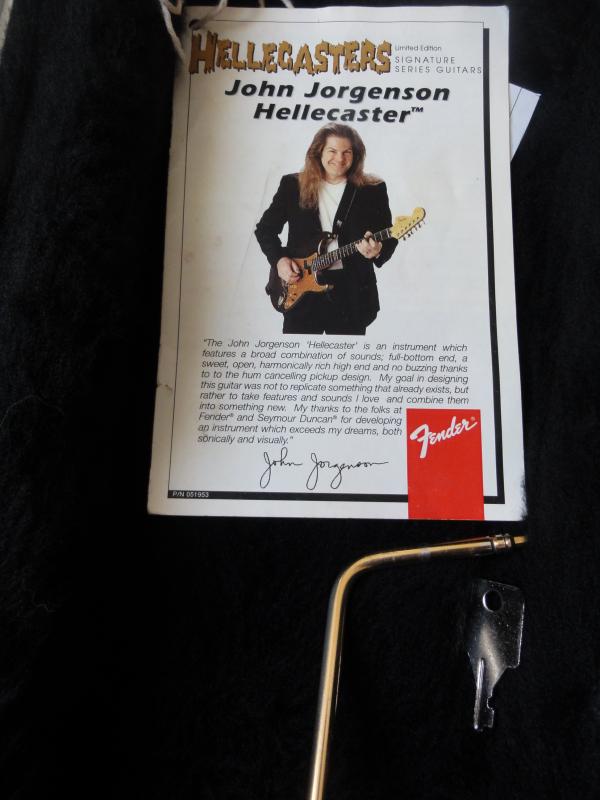 HELLECASTERS Limited Edition SIGNATURE SERIES GUITARS
John Jorgenson
Hellecaster™
"The John Jorgenson 'Hellecaster' is an instrument which
features a broad combination of sounds; full-bottom end, a
sweet, open, harmonically rich high end and no buzzing thanks
to to the hum cancelling pickup design. My goal in designing
this guitar was not to replicate something that already exists, but
rather to take features and sounds I love and combine them
into something new. My thanks to the folks at
Fender® and Seymour Duncan® for developing
an instrument which exceeds my dreams, both
sonically and visually."
John Jorgenson
Fender®
P/N 051953